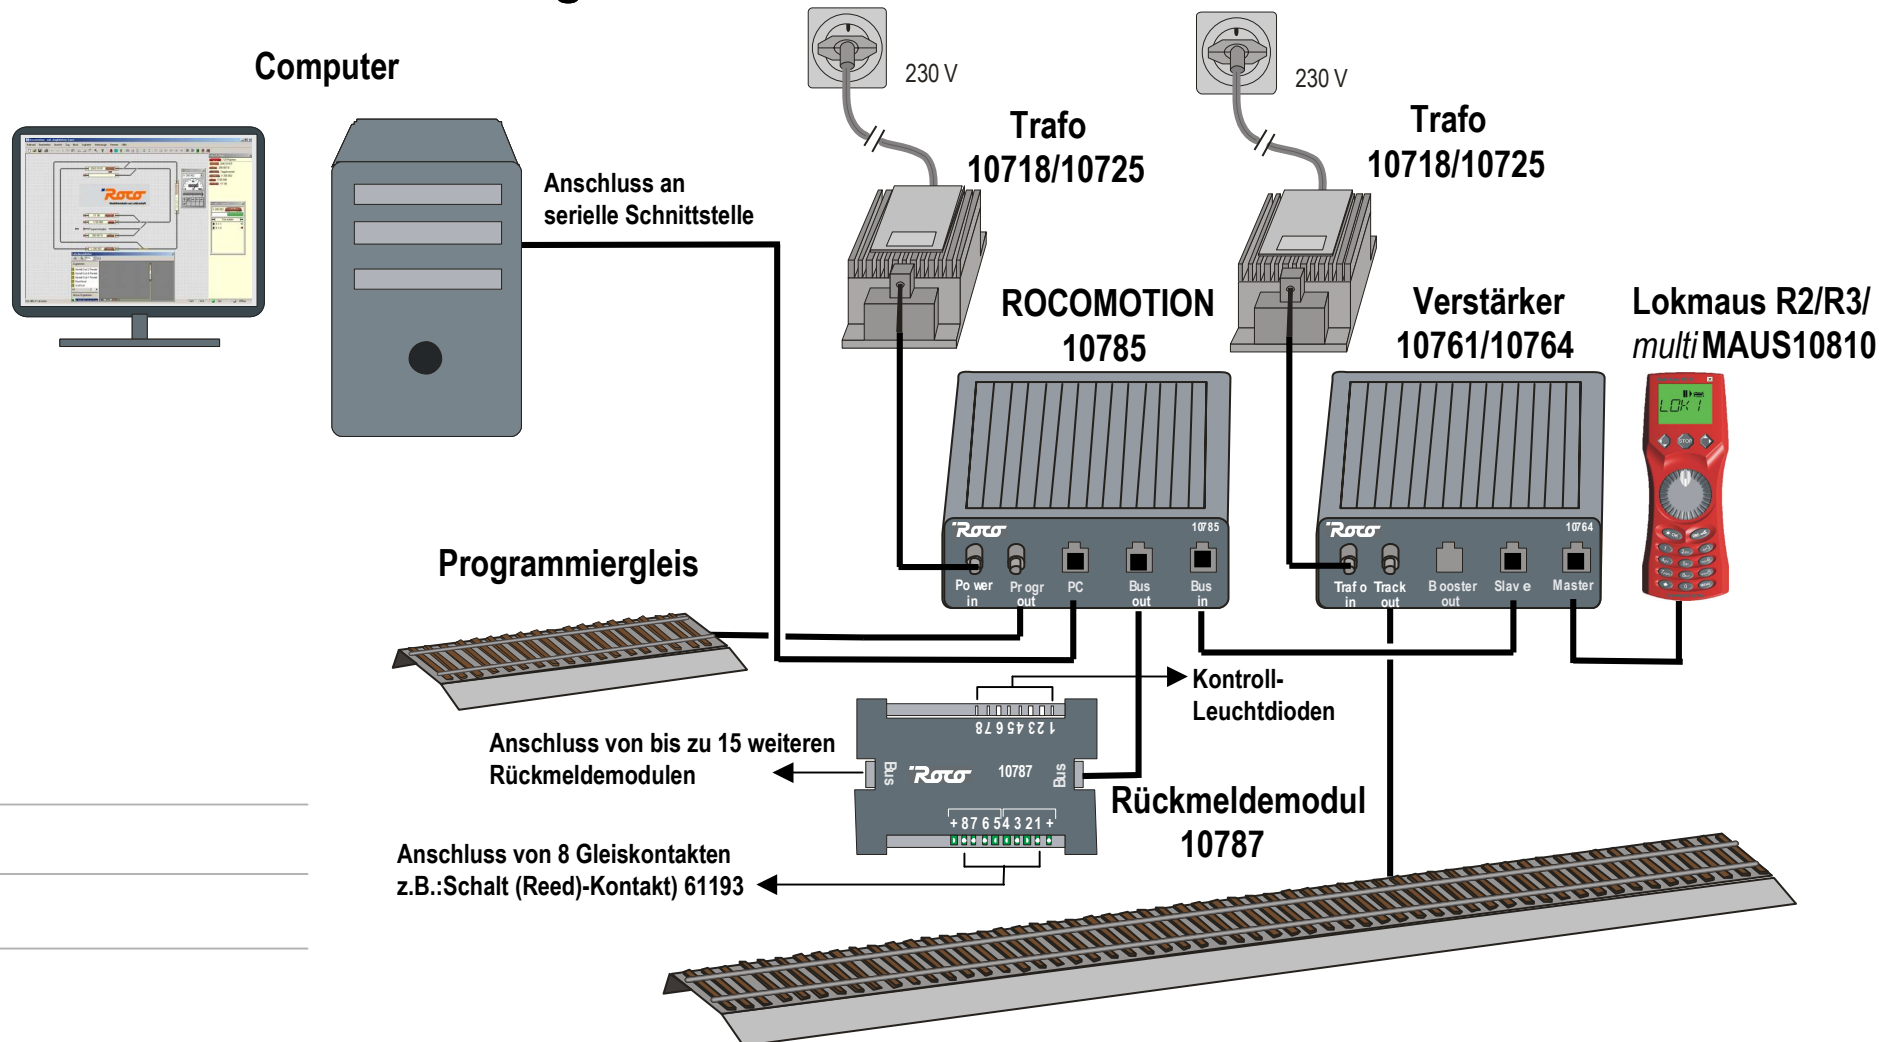 Computer
230 V
230 V
Trafo
10718/10725
Trafo
10718/10725
Anschluss an
serielle Schnittstelle
Roco
ROCOMOTION
10785
Verstärker
10761/10764
Lokmaus R2/R3/
multiMAUS10810
LOK 1
STOP
Roco
10785
Power in
Progr out
PC
Bus out
Bus in
Roco
10764
Trafo in
Track out
Booster out
Slave
Master
Programmiergleis
Kontroll-
Leuchtdioden
8 7 6 5 4 3 2 1
Anschluss von bis zu 15 weiteren
Rückmeldemodulen
Bus
Roco
10787
Bus
Rückmeldemodul
10787
+ 8 7 6 5 4 3 2 1 +
Anschluss von 8 Gleiskontakten
z.B.:Schalt (Reed)-Kontakt) 61193